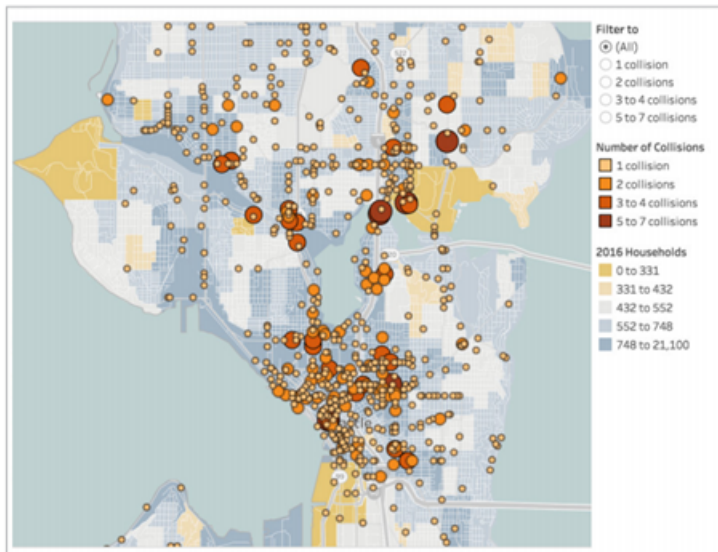 522
Filter to
(All)
1 collision
2 collisions
3 to 4 collisions
5 to 7 collisions
Number of Collisions
1 collision
2 collisions
3 to 4 collisions
5 to 7 collisions
2016 Households
0 to 331
331 to 432
432 to 552
552 to 748
748 to 21,100